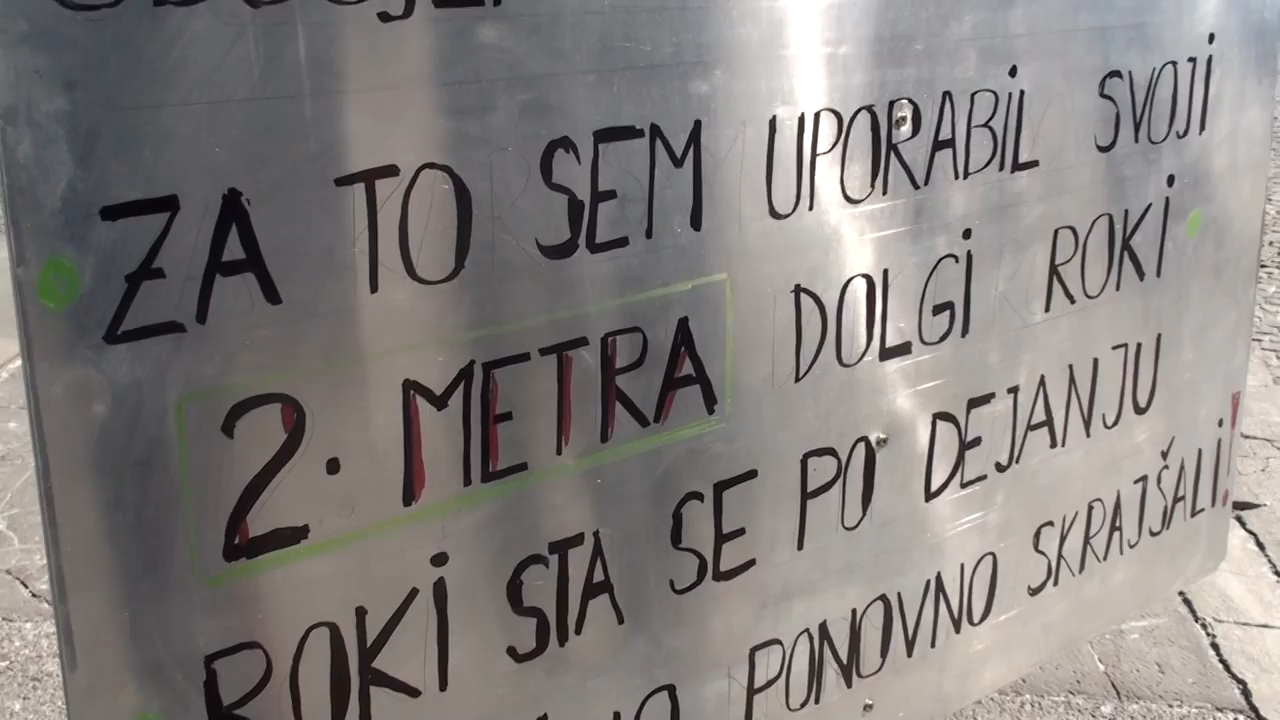 ZA TO SEM UPORABIL SVOJI
2. METRA DOLGI ROKI
ROKI STA SE PO DEJANJU
PONOVNO SKRAJŠALI!